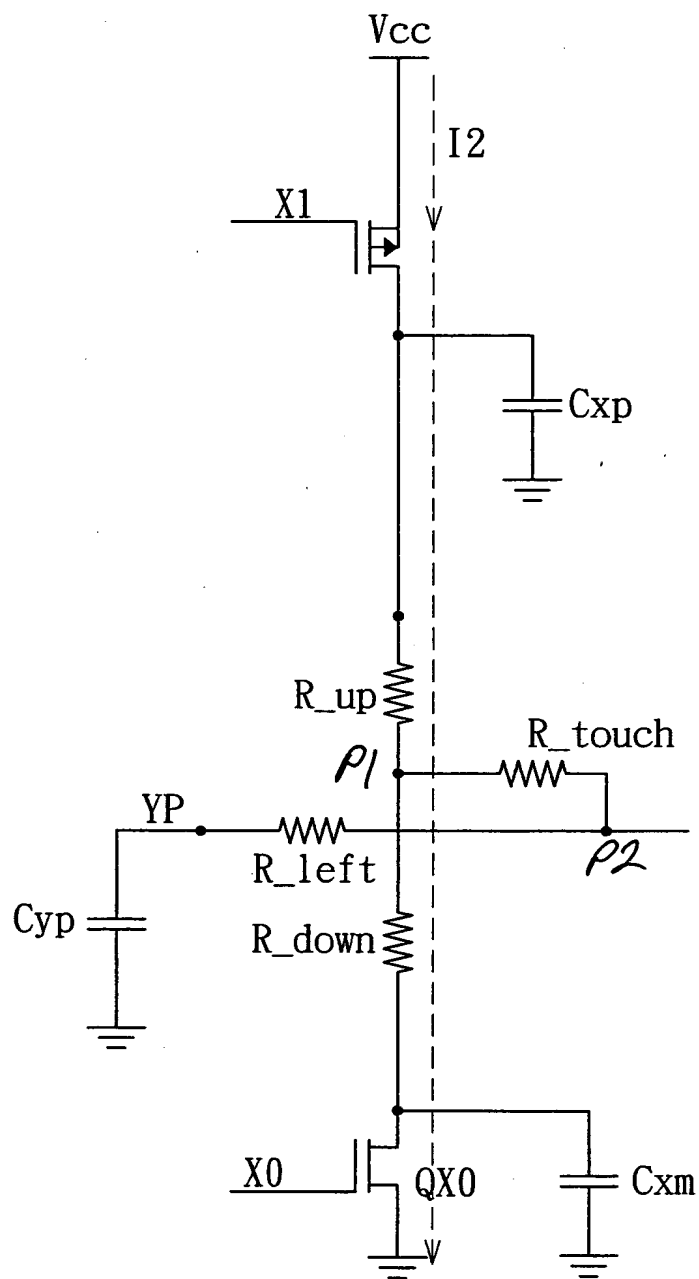 Vcc
I2
X1
Cxp
R_up
R_touch
P1
YP
R_left
P2
Cyp
R_down
X0
QX0
Cxm